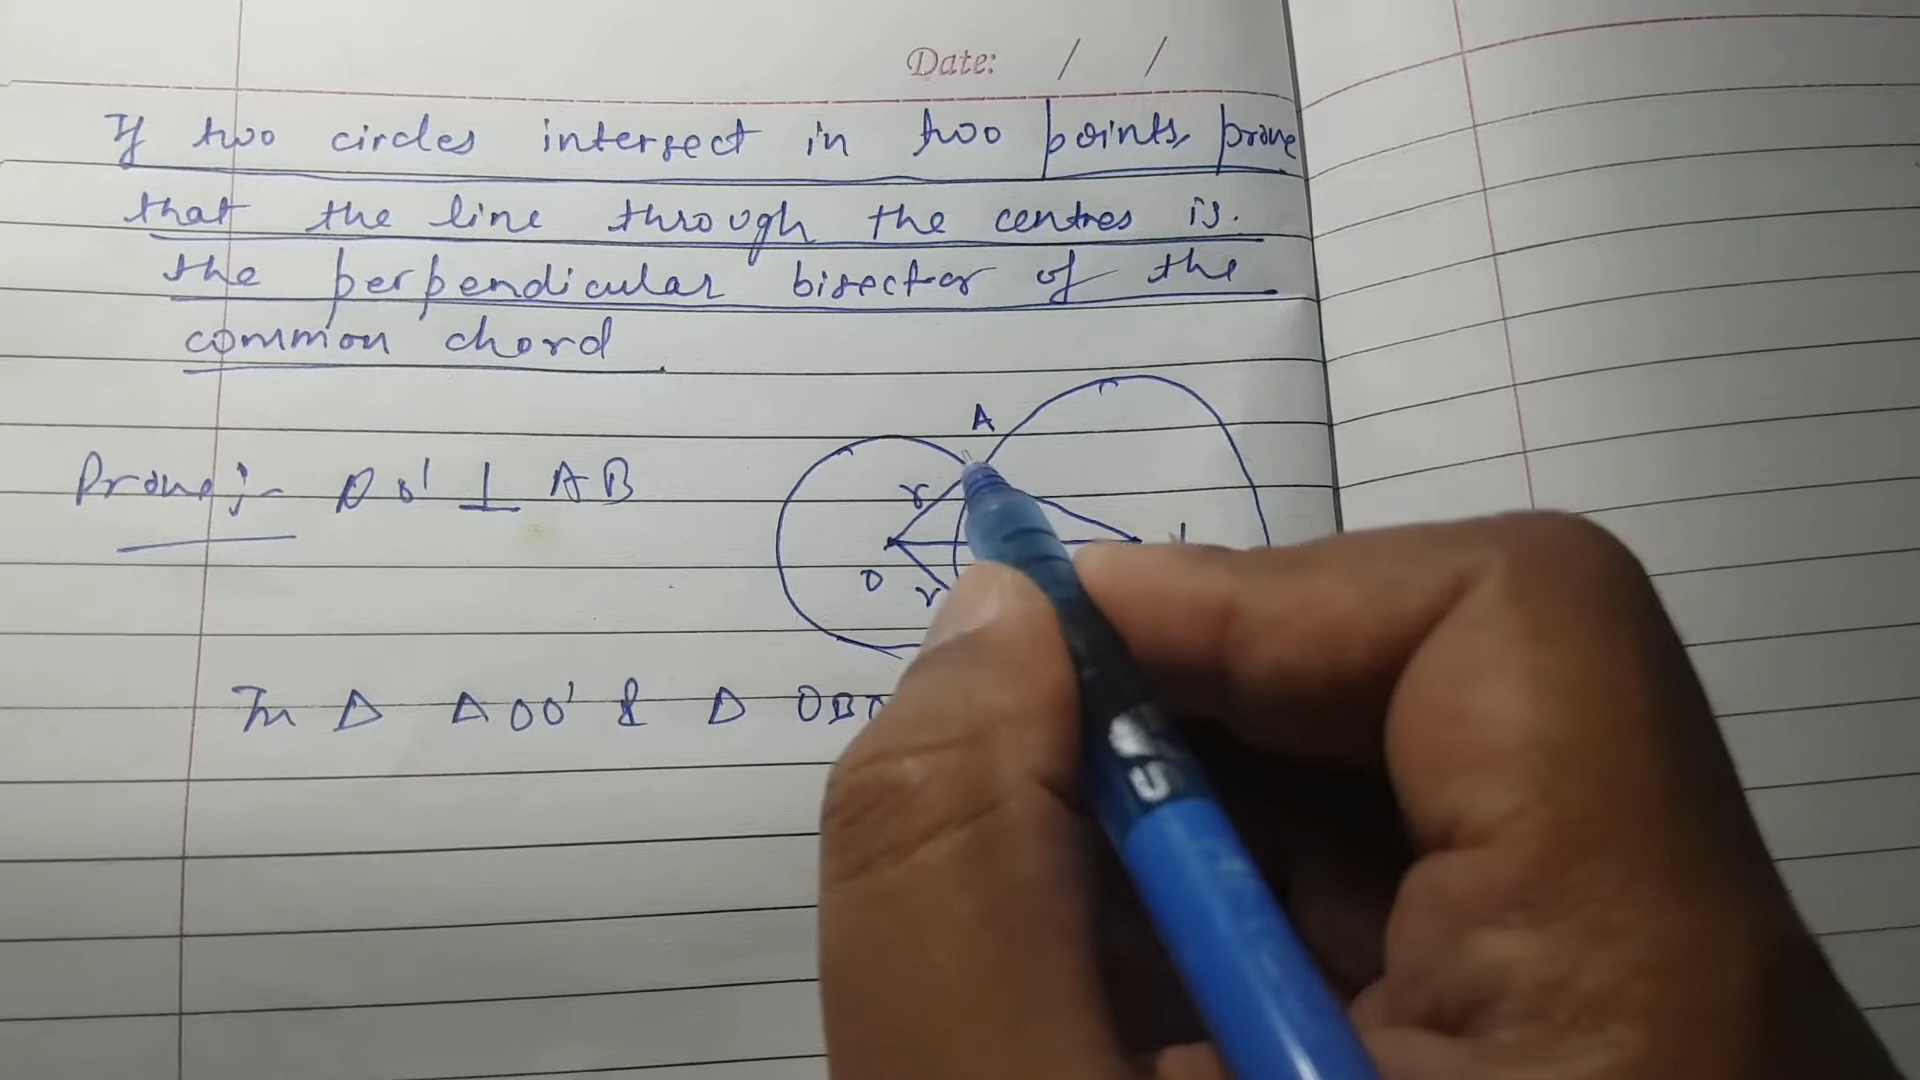 Date: / /
If two circles intersect in two points, prove
that the line through the centres is.
the perpendicular bisector of the
common chord
A
Prove :- OO' ⊥ AB
r
O
r
In Δ AOO' & Δ OBO